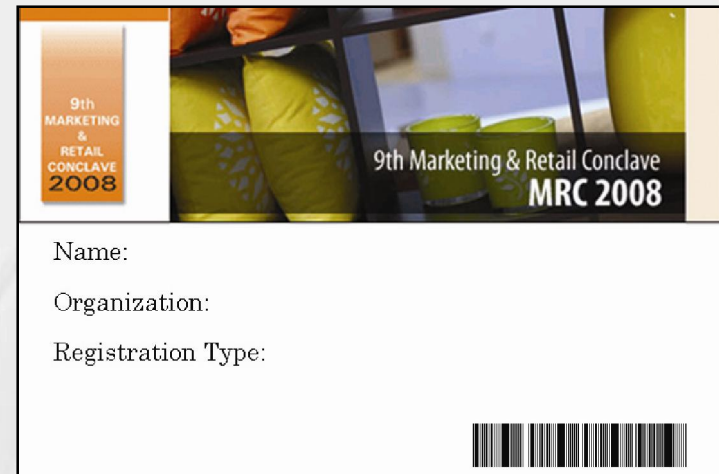 9th
MARKETING
&
RETAIL
CONCLAVE
2008
9th Marketing & Retail Conclave
MRC 2008
Name:
Organization:
Registration Type: